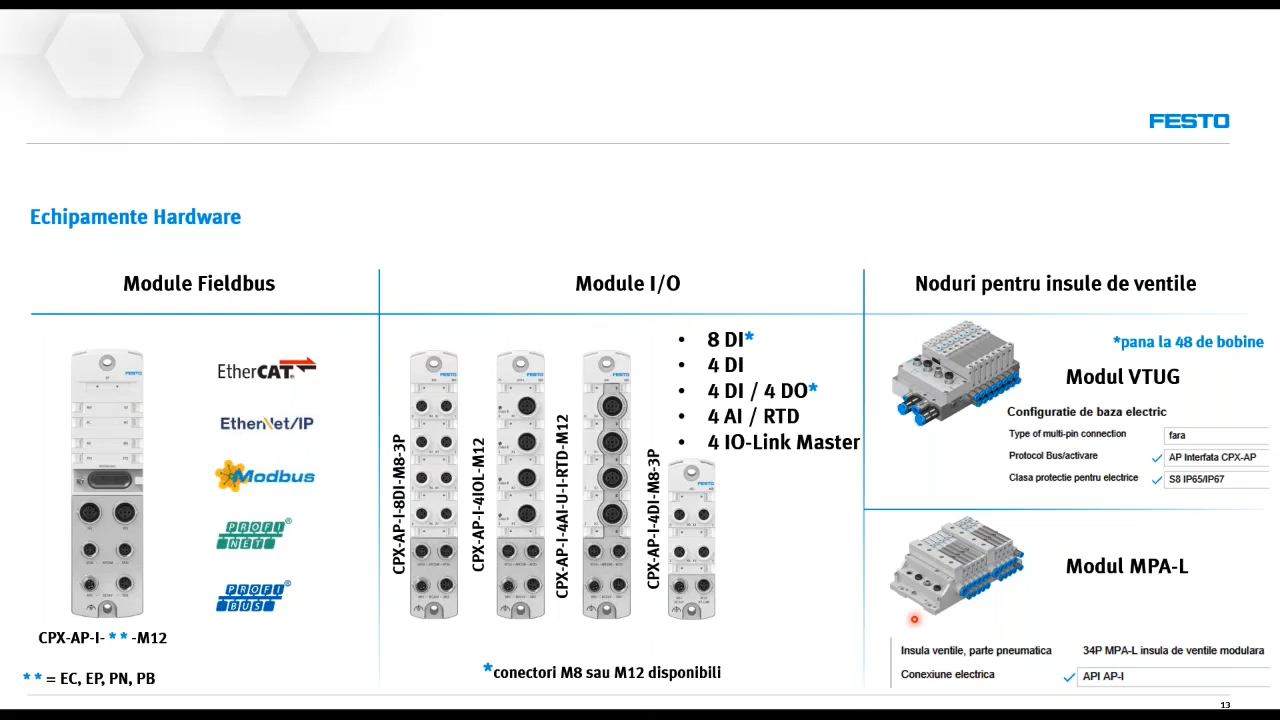 FESTO
Echipamente Hardware
Module Fieldbus
EtherCAT
EtherNet/IP
Modbus
PROFI
NET
PROFI
BUS
CPX-AP-I- * * -M12
* * = EC, EP, PN, PB
Module I/O
• 8 DI*
• 4 DI
• 4 DI / 4 DO*
• 4 AI / RTD
• 4 IO-Link Master
CPX-AP-I-8DI-M8-3P
CPX-AP-I-4IOL-M12
CPX-AP-I-4AI-U-I-RTD-M12
CPX-AP-I-4DI-M8-3P
*conectori M8 sau M12 disponibili
Noduri pentru insule de ventile
*pana la 48 de bobine
Modul VTUG
Configuratie de baza electric
Type of multi-pin connection fara
Protocol Bus/activare AP Interfata CPX-AP
Clasa protectie pentru electrice S8 IP65/IP67
Modul MPA-L
Insula ventile, parte pneumatica 34P MPA-L insula de ventile modulara
Conexiune electrica API AP-I
13